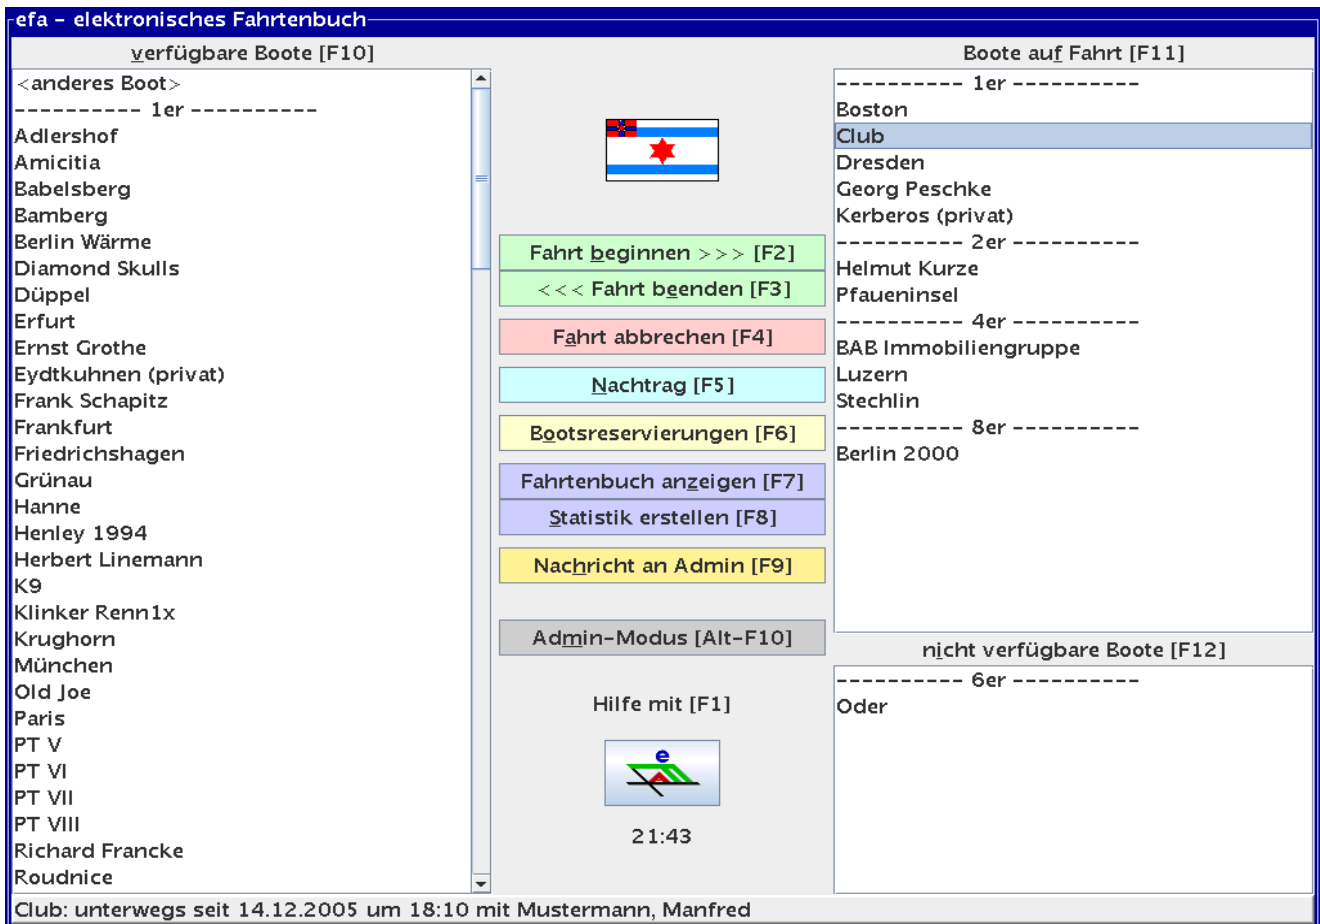 efa – elektronisches Fahrtenbuch
verfügbare Boote [F10]
<anderes Boot>
---------- 1er ----------
Adlershof
Amicitia
Babelsberg
Bamberg
Berlin Wärme
Diamond Skulls
Düppel
Erfurt
Ernst Grothe
Eydtkuhnen (privat)
Frank Schapitz
Frankfurt
Friedrichshagen
Grünau
Hanne
Henley 1994
Herbert Linemann
K9
Klinker Renn1x
Krughorn
München
Old Joe
Paris
PT V
PT VI
PT VII
PT VIII
Richard Francke
Roudnice
Fahrt beginnen >>> [F2]
<<< Fahrt beenden [F3]
Fahrt abbrechen [F4]
Nachtrag [F5]
Bootsreservierungen [F6]
Fahrtenbuch anzeigen [F7]
Statistik erstellen [F8]
Nachricht an Admin [F9]
Admin-Modus [Alt-F10]
Hilfe mit [F1]
e
21:43
Boote auf Fahrt [F11]
---------- 1er ----------
Boston
Club
Dresden
Georg Peschke
Kerberos (privat)
---------- 2er ----------
Helmut Kurze
Pfaueninsel
---------- 4er ----------
BAB Immobiliengruppe
Luzern
Stechlin
---------- 8er ----------
Berlin 2000
nicht verfügbare Boote [F12]
---------- 6er ----------
Oder
Club: unterwegs seit 14.12.2005 um 18:10 mit Mustermann, Manfred